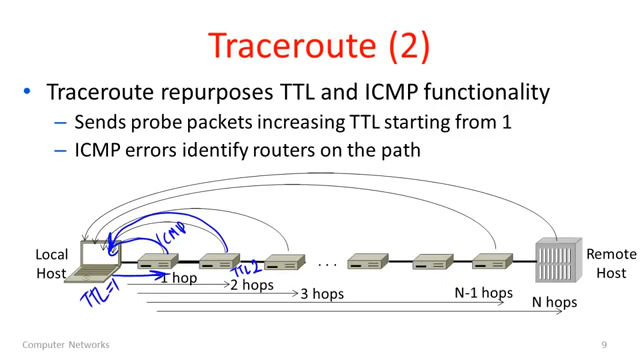 Traceroute (2)
• Traceroute repurposes TTL and ICMP functionality
– Sends probe packets increasing TTL starting from 1
– ICMP errors identify routers on the path
Local
Host
ICMP
TTL=1
1 hop
TTL2
2 hops
3 hops
. . .
N-1 hops
N hops
Remote
Host
Computer Networks
9